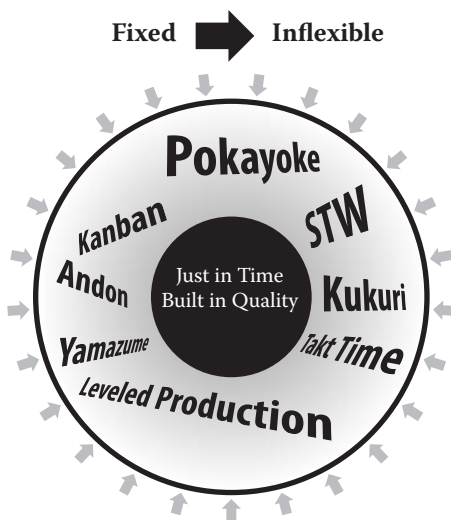 Fixed Inflexible
Pokayoke
Kanban
STW
Andon
Just in Time
Built in Quality
Kukuri
Yamazume
Takt Time
Leveled Production